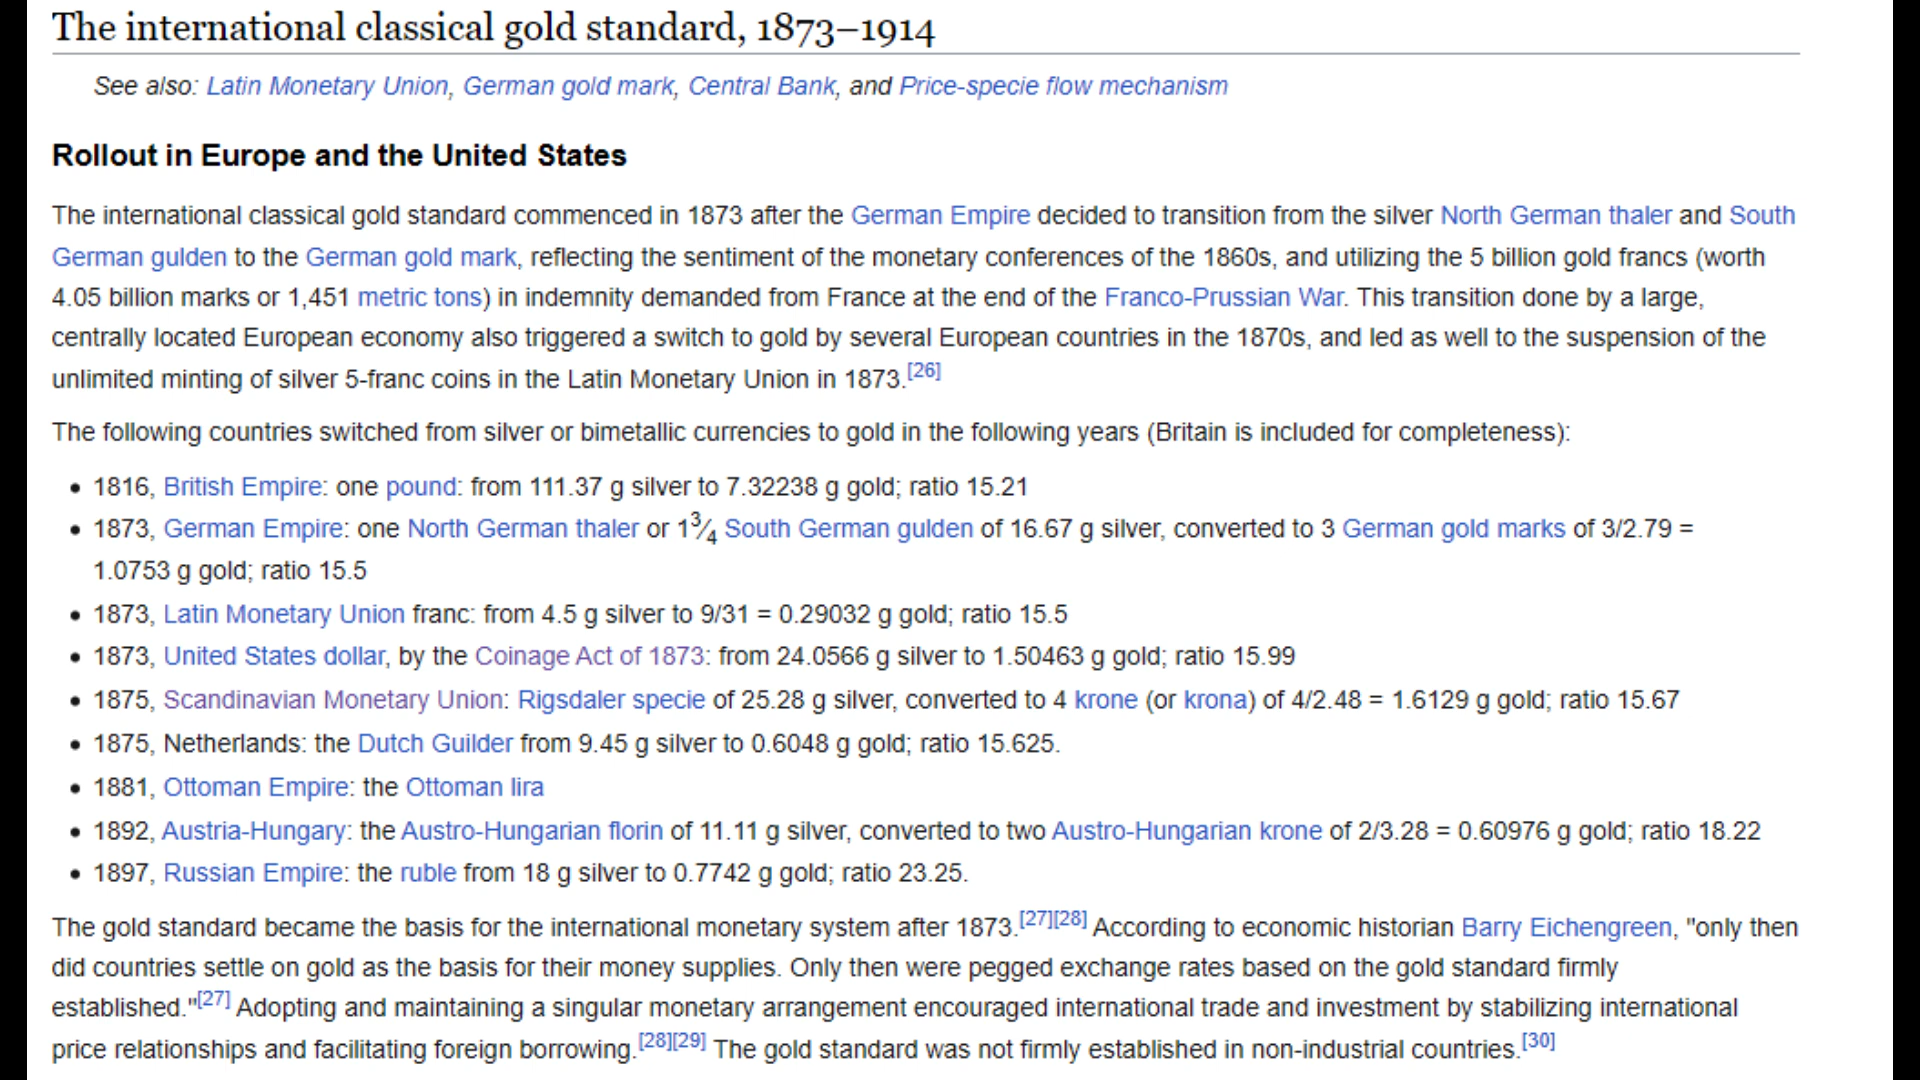 The international classical gold standard, 1873–1914
See also: Latin Monetary Union, German gold mark, Central Bank, and Price-specie flow mechanism
Rollout in Europe and the United States
The international classical gold standard commenced in 1873 after the German Empire decided to transition from the silver North German thaler and South
German gulden to the German gold mark, reflecting the sentiment of the monetary conferences of the 1860s, and utilizing the 5 billion gold francs (worth
4.05 billion marks or 1,451 metric tons) in indemnity demanded from France at the end of the Franco-Prussian War. This transition done by a large,
centrally located European economy also triggered a switch to gold by several European countries in the 1870s, and led as well to the suspension of the
unlimited minting of silver 5-franc coins in the Latin Monetary Union in 1873.[26]
The following countries switched from silver or bimetallic currencies to gold in the following years (Britain is included for completeness):
• 1816, British Empire: one pound: from 111.37 g silver to 7.32238 g gold; ratio 15.21
• 1873, German Empire: one North German thaler or 1 3⁄4 South German gulden of 16.67 g silver, converted to 3 German gold marks of 3/2.79 =
1.0753 g gold; ratio 15.5
• 1873, Latin Monetary Union franc: from 4.5 g silver to 9/31 = 0.29032 g gold; ratio 15.5
• 1873, United States dollar, by the Coinage Act of 1873: from 24.0566 g silver to 1.50463 g gold; ratio 15.99
• 1875, Scandinavian Monetary Union: Rigsdaler specie of 25.28 g silver, converted to 4 krone (or krona) of 4/2.48 = 1.6129 g gold; ratio 15.67
• 1875, Netherlands: the Dutch Guilder from 9.45 g silver to 0.6048 g gold; ratio 15.625.
• 1881, Ottoman Empire: the Ottoman lira
• 1892, Austria-Hungary: the Austro-Hungarian florin of 11.11 g silver, converted to two Austro-Hungarian krone of 2/3.28 = 0.60976 g gold; ratio 18.22
• 1897, Russian Empire: the ruble from 18 g silver to 0.7742 g gold; ratio 23.25.
The gold standard became the basis for the international monetary system after 1873.[27][28] According to economic historian Barry Eichengreen, "only then
did countries settle on gold as the basis for their money supplies. Only then were pegged exchange rates based on the gold standard firmly
established."[27] Adopting and maintaining a singular monetary arrangement encouraged international trade and investment by stabilizing international
price relationships and facilitating foreign borrowing.[28][29] The gold standard was not firmly established in non-industrial countries.[30]